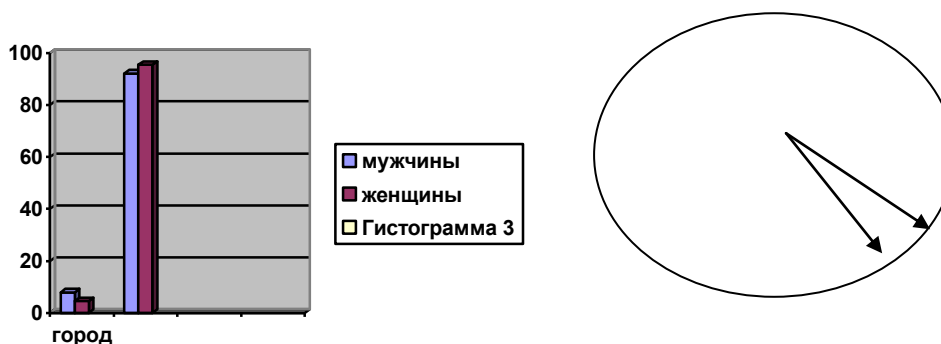 100
80
60
40
20
0
город
мужчины
женщины
Гистограмма 3